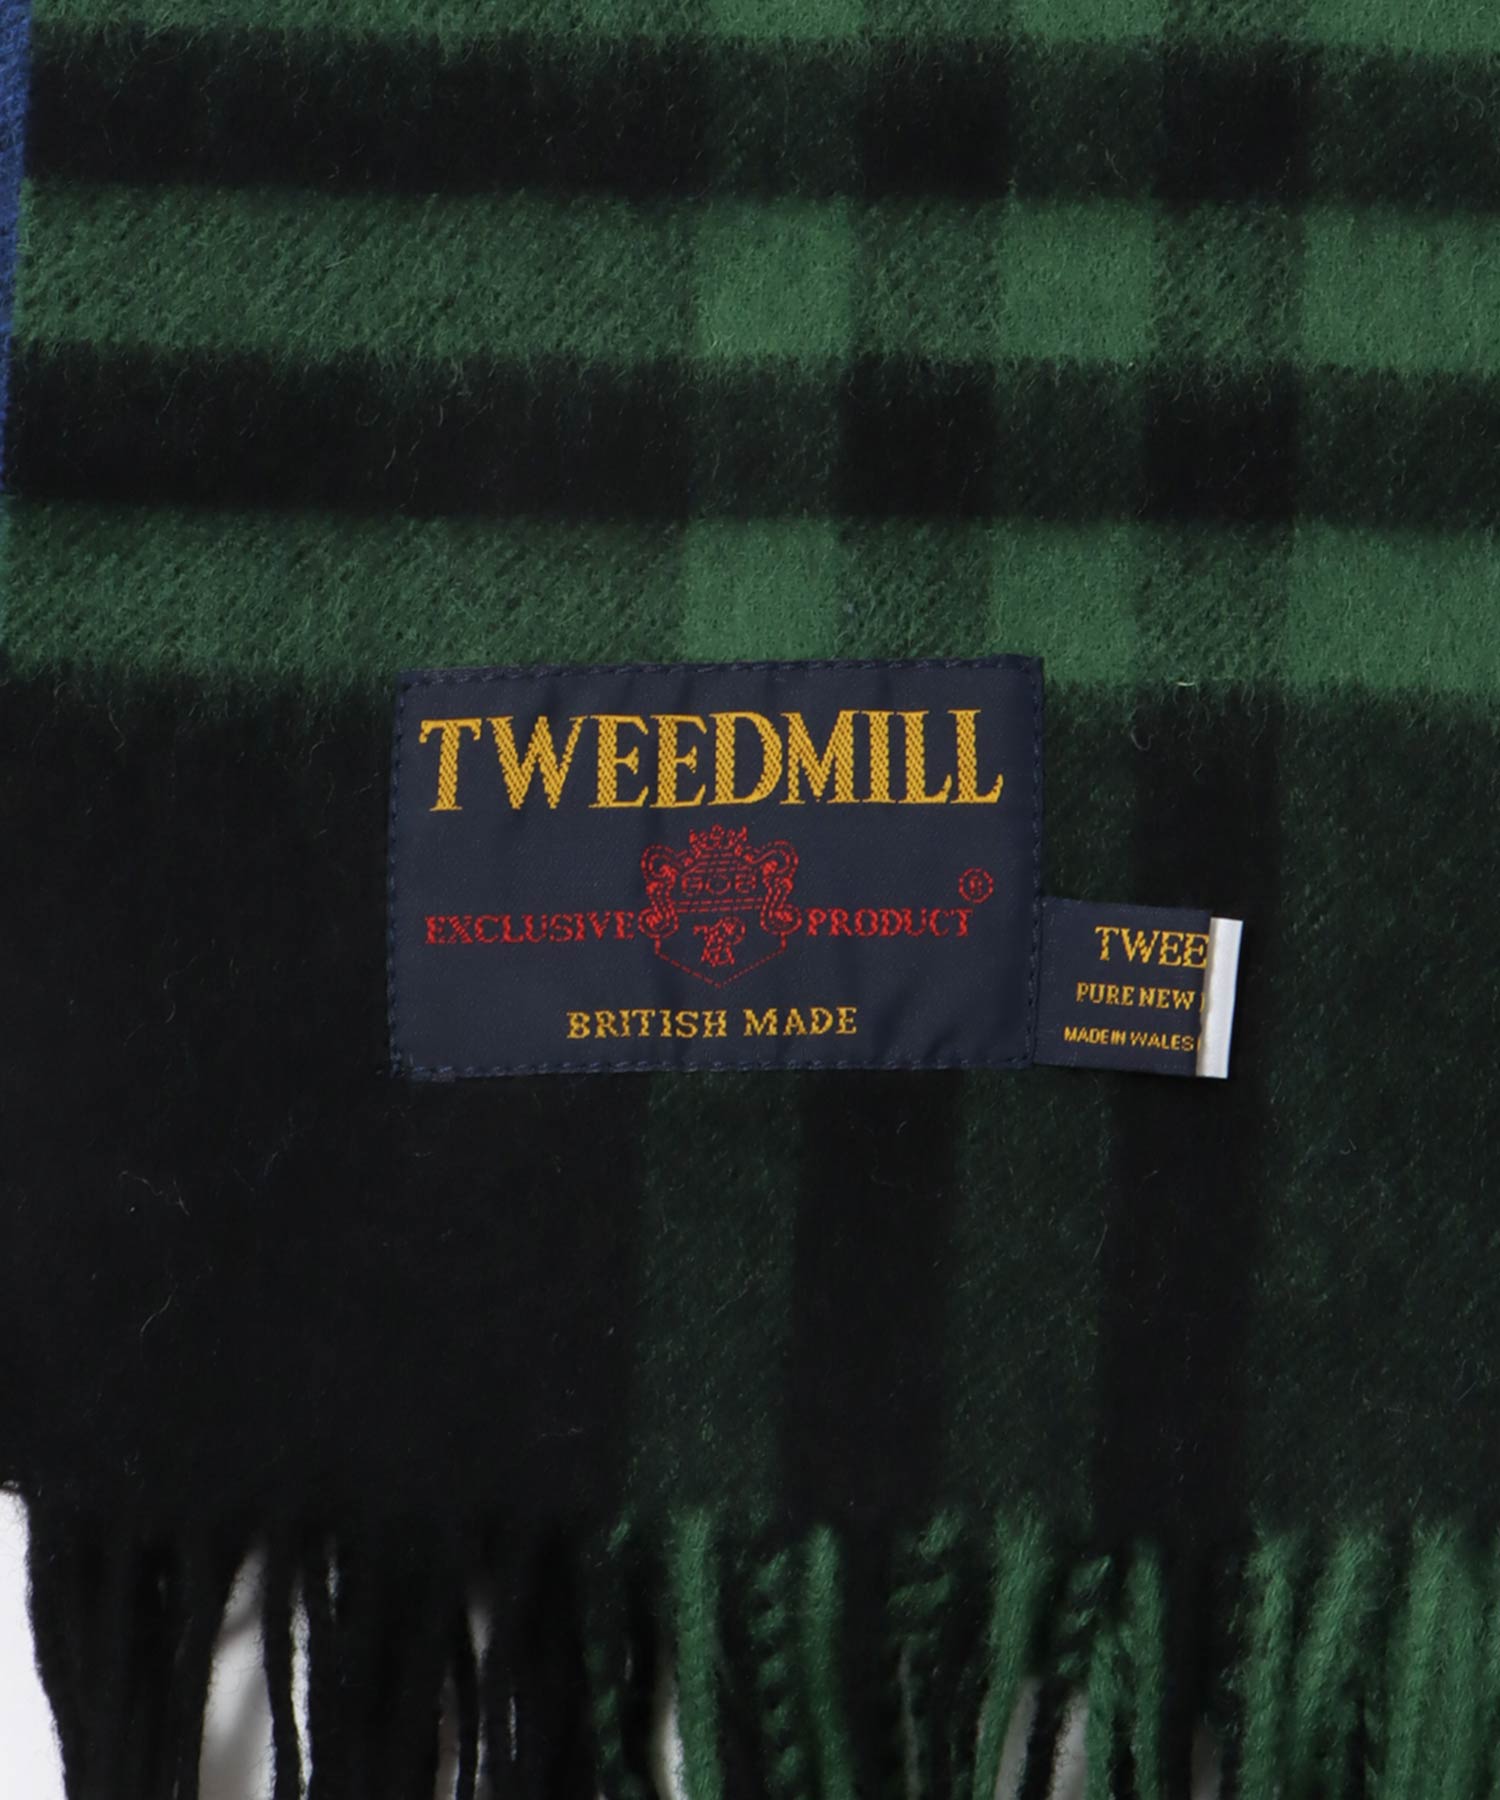 TWEEDMILL
EXCLUSIVE PRODUCT ®
BRITISH MADE
TWEE
PURE NEW
MADE IN WALES